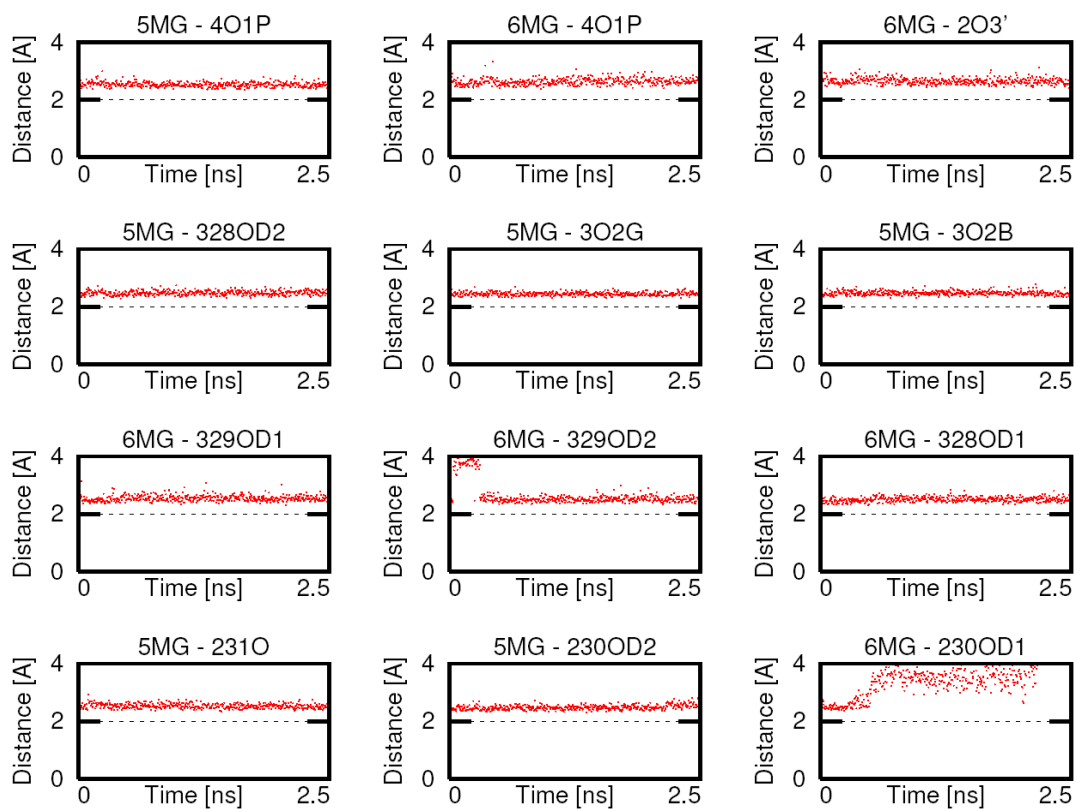 5MG - 4O1P
6MG - 4O1P
6MG - 2O3'
Distance [A]
4
2
0
0 Time [ns] 2.5
Distance [A]
4
2
0
0 Time [ns] 2.5
Distance [A]
4
2
0
0 Time [ns] 2.5
5MG - 328OD2
5MG - 3O2G
5MG - 3O2B
Distance [A]
4
2
0
0 Time [ns] 2.5
Distance [A]
4
2
0
0 Time [ns] 2.5
Distance [A]
4
2
0
0 Time [ns] 2.5
6MG - 329OD1
6MG - 329OD2
6MG - 328OD1
Distance [A]
4
2
0
0 Time [ns] 2.5
Distance [A]
4
2
0
0 Time [ns] 2.5
Distance [A]
4
2
0
0 Time [ns] 2.5
5MG - 231O
5MG - 230OD2
6MG - 230OD1
Distance [A]
4
2
0
0 Time [ns] 2.5
Distance [A]
4
2
0
0 Time [ns] 2.5
Distance [A]
4
2
0
0 Time [ns] 2.5